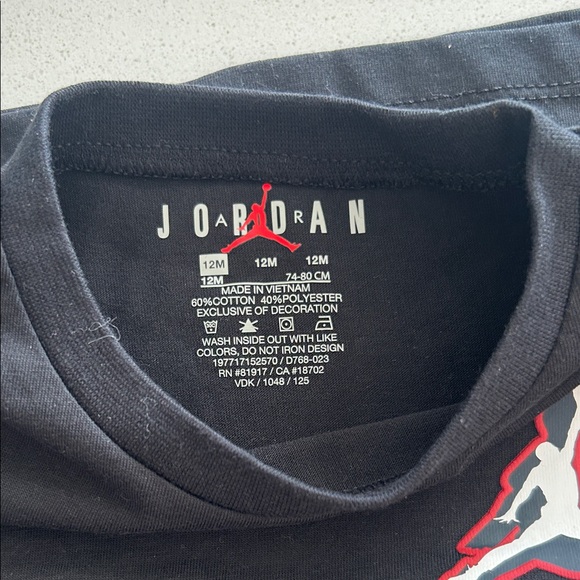 JORDAN
AIR
12M 12M 12M
12M 74-80 CM
MADE IN VIETNAM
60%COTTON 40%POLYESTER
EXCLUSIVE OF DECORATION
WASH INSIDE OUT WITH LIKE
COLORS, DO NOT IRON DESIGN
197717152570 / D768-023
RN #81917 / CA #18702
VDK / 1048 / 125